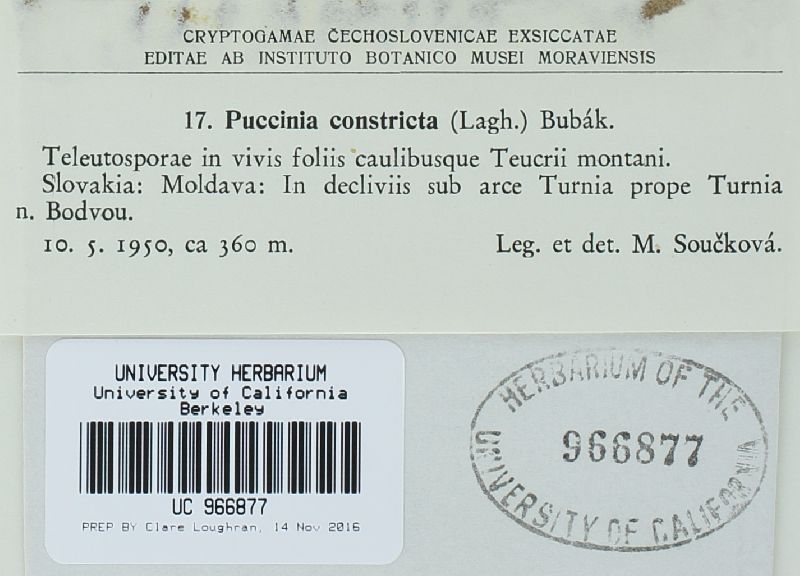 CRYPTOGAMAE ČECHOSLOVENICAE EXSICCATAE
EDITAE AB INSTITUTO BOTANICO MUSEI MORAVIENSIS
17. Puccinia constricta (Lagh.) Bubák.
Teleutosporae in vivis foliis caulibusque Teucrii montani.
Slovakia: Moldava: In decliviis sub arce Turnia prope Turnia
n. Bodvou.
10. 5. 1950, ca 360 m. Leg. et det. M. Součková.
UNIVERSITY HERBARIUM
University of California
Berkeley
UC 966877
PREP BY Clare Loughran, 14 Nov 2016
HERBARIUM OF THE
966877
UNIVERSITY OF CALIFORNIA